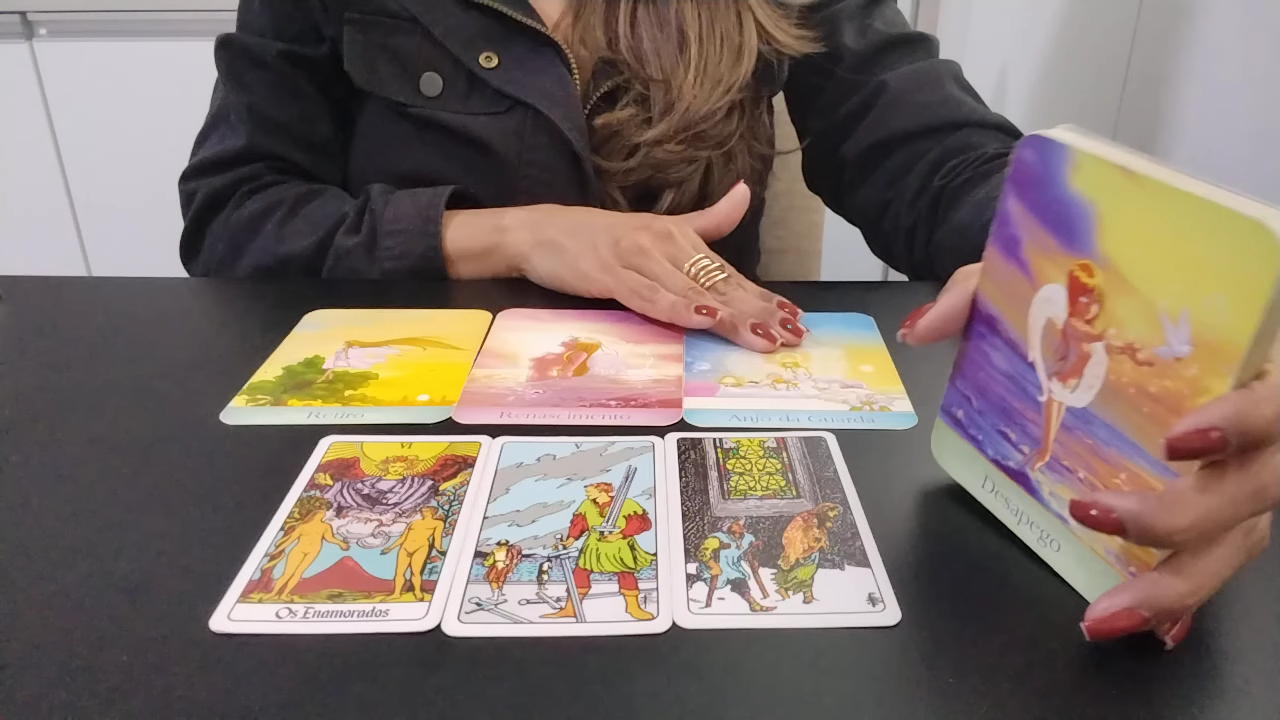 Retiro
Renascimento
Anjo da Guarda
VI
V
Os Enamorados
Desapego